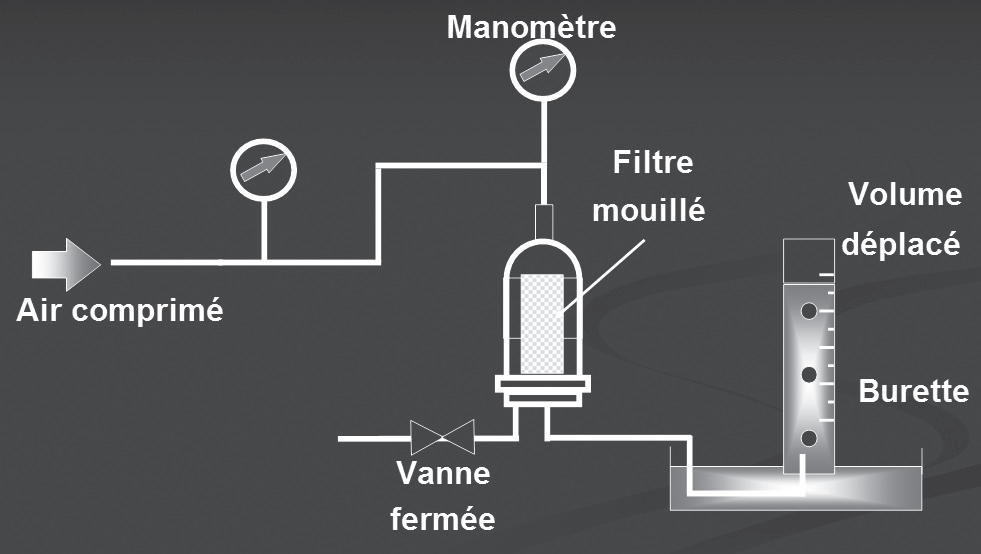 Manomètre
Filtre
mouillé
Volume
déplacé
Air comprimé
Burette
Vanne
fermée